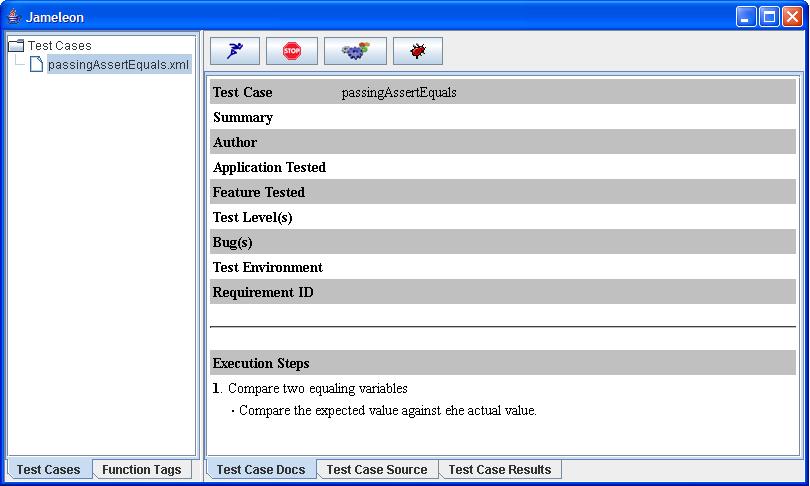 Jameleon
Test Cases
passingAssertEquals.xml
STOP
Test Case passingAssertEquals
Summary
Author
Application Tested
Feature Tested
Test Level(s)
Bug(s)
Test Environment
Requirement ID
Execution Steps
1. Compare two equaling variables
· Compare the expected value against ehe actual value.
Test Cases Function Tags
Test Case Docs Test Case Source Test Case Results